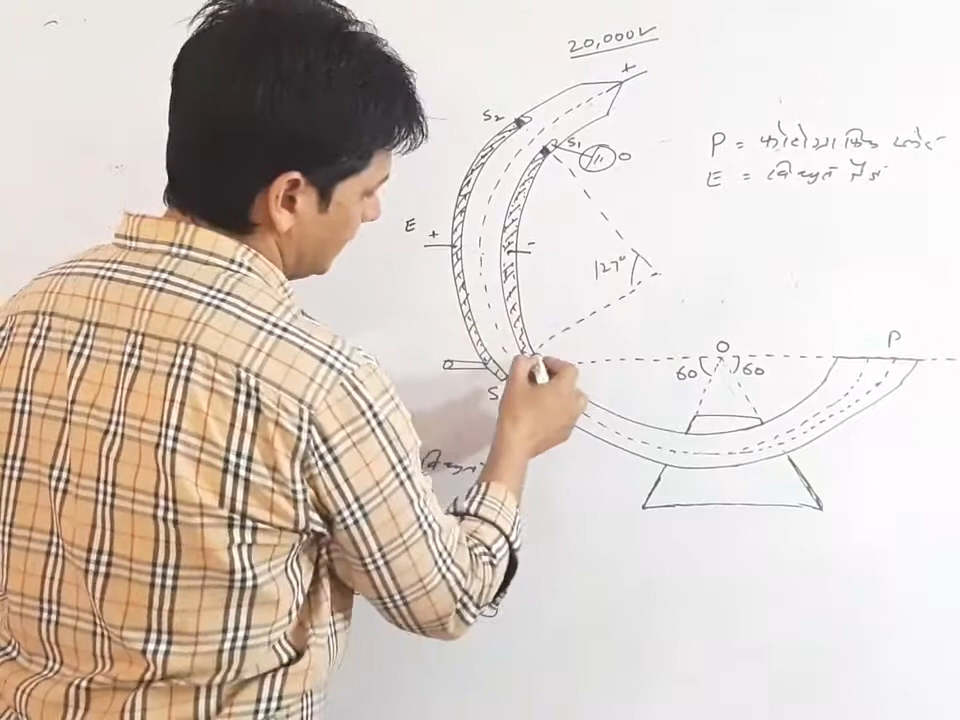 20,000V
+
S₂
S₁
O
P = फोटोग्राफिक प्लेट
E = विद्युत क्षेत्र
E
+
-
127°
O
P
60
60
S
विद्युत